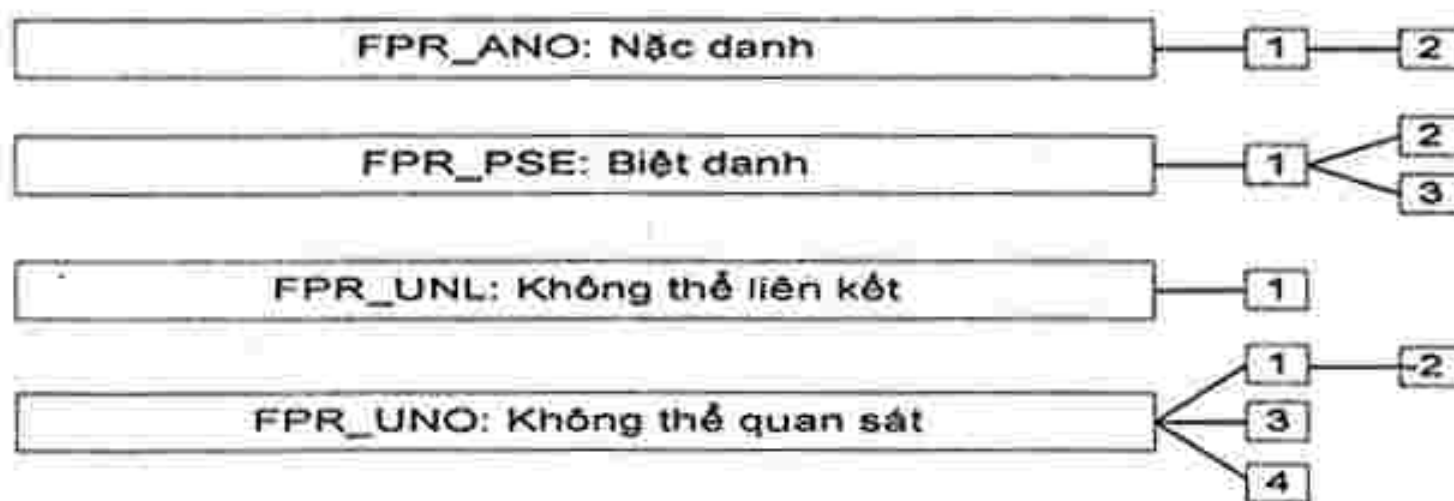 FPR_ANO: Nặc danh 1 2
FPR_PSE: Biệt danh 1 2 3
FPR_UNL: Không thể liên kết 1
FPR_UNO: Không thể quan sát 1 2 3 4